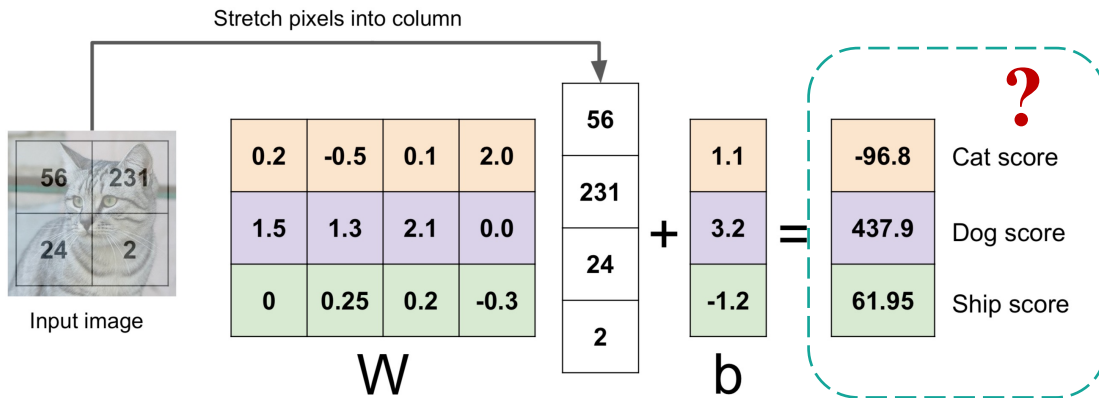 Stretch pixels into column
56 231
24 2
Input image
0.2 -0.5 0.1 2.0
1.5 1.3 2.1 0.0
0 0.25 0.2 -0.3
W
56
231
24
2
+
1.1
3.2
-1.2
b
=
?
-96.8 Cat score
437.9 Dog score
61.95 Ship score